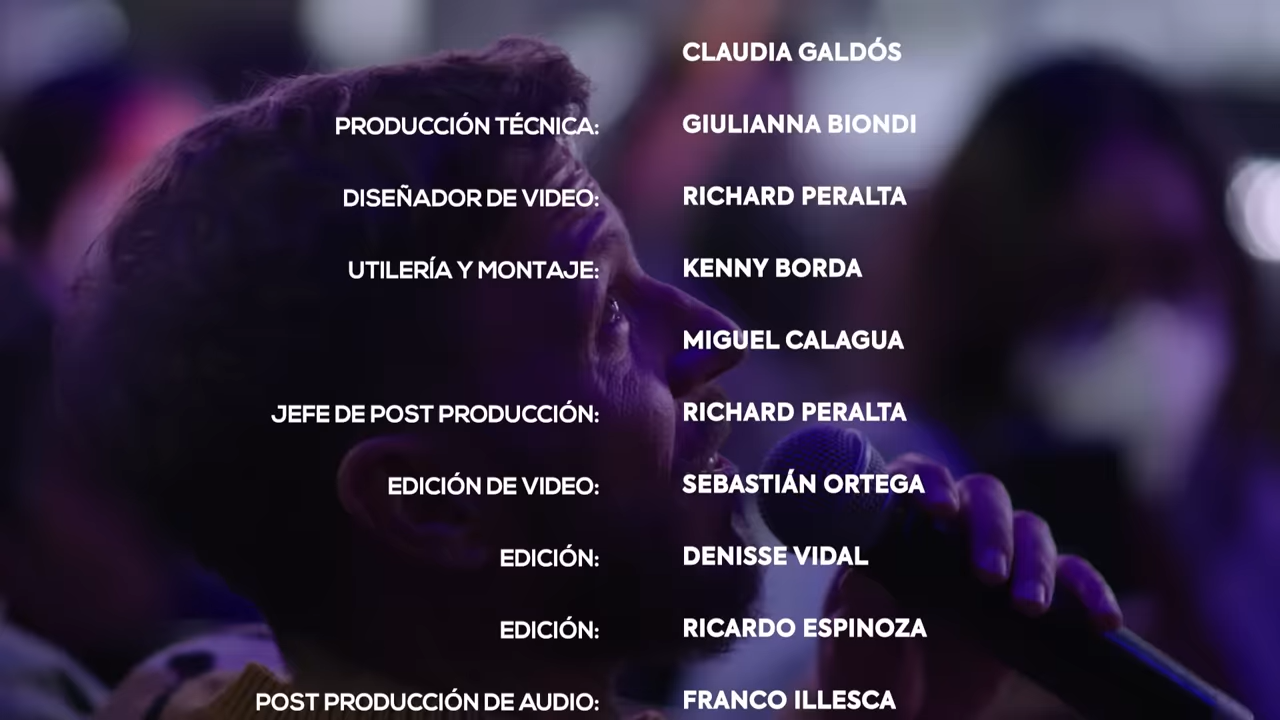 CLAUDIA GALDÓS
PRODUCCIÓN TÉCNICA: GIULIANNA BIONDI
DISEÑADOR DE VIDEO: RICHARD PERALTA
UTILERÍA Y MONTAJE: KENNY BORDA
MIGUEL CALAGUA
JEFE DE POST PRODUCCIÓN: RICHARD PERALTA
EDICIÓN DE VIDEO: SEBASTIÁN ORTEGA
EDICIÓN: DENISSE VIDAL
EDICIÓN: RICARDO ESPINOZA
POST PRODUCCIÓN DE AUDIO: FRANCO ILLESCA